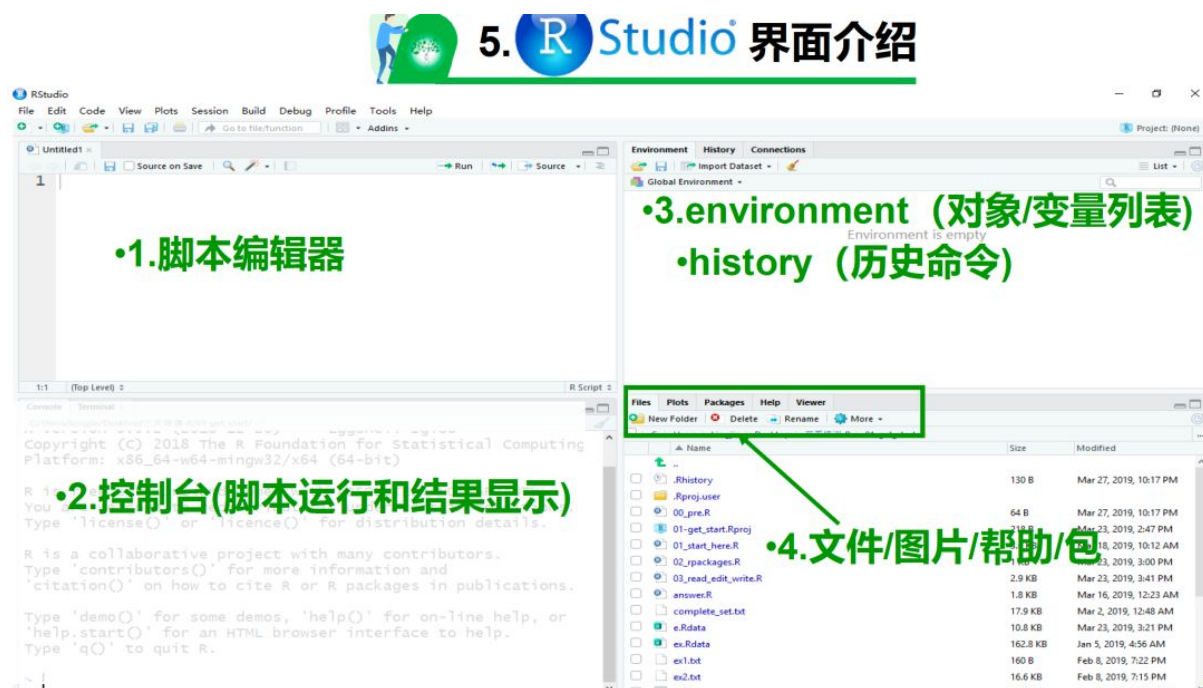 5. R Studio 界面介绍
RStudio
File Edit Code View Plots Session Build Debug Profile Tools Help
Go to file/function Addins
Project: (None)
Untitled1
Source on Save Run Source
1
•1.脚本编辑器
1:1 (Top Level) R Script
Environment History Connections
Import Dataset List
Global Environment
•3.environment（对象/变量列表)
Environment is empty
•history（历史命令)
Console Terminal
Copyright (C) 2018 The R Foundation for Statistical Computing
Platform: x86_64-w64-mingw32/x64 (64-bit)
R is
•2.控制台(脚本运行和结果显示)
You
Type 'license()' or 'licence()' for distribution details.
R is a collaborative project with many contributors.
Type 'contributors()' for more information and
'citation()' on how to cite R or R packages in publications.
Type 'demo()' for some demos, 'help()' for on-line help, or
'help.start()' for an HTML browser interface to help.
Type 'q()' to quit R.
>
Files Plots Packages Help Viewer
New Folder Delete Rename More
Name Size Modified
..
.Rhistory 130 B Mar 27, 2019, 10:17 PM
.Rproj.user
00_pre.R 64 B Mar 27, 2019, 10:17 PM
01-get_start.Rproj 218 B Mar 23, 2019, 2:47 PM
01_start_here.R 18, 2019, 10:12 AM
•4.文件/图片/帮助/包
02_rpackages.R 23, 2019, 3:00 PM
03_read_edit_write.R 2.9 KB Mar 23, 2019, 3:41 PM
answer.R 1.8 KB Mar 16, 2019, 12:23 AM
complete_set.txt 17.9 KB Mar 2, 2019, 12:48 AM
e.Rdata 10.8 KB Mar 23, 2019, 3:21 PM
ex.Rdata 162.8 KB Jan 5, 2019, 4:56 AM
ex1.txt 160 B Feb 8, 2019, 7:22 PM
ex2.txt 16.6 KB Feb 8, 2019, 7:15 PM